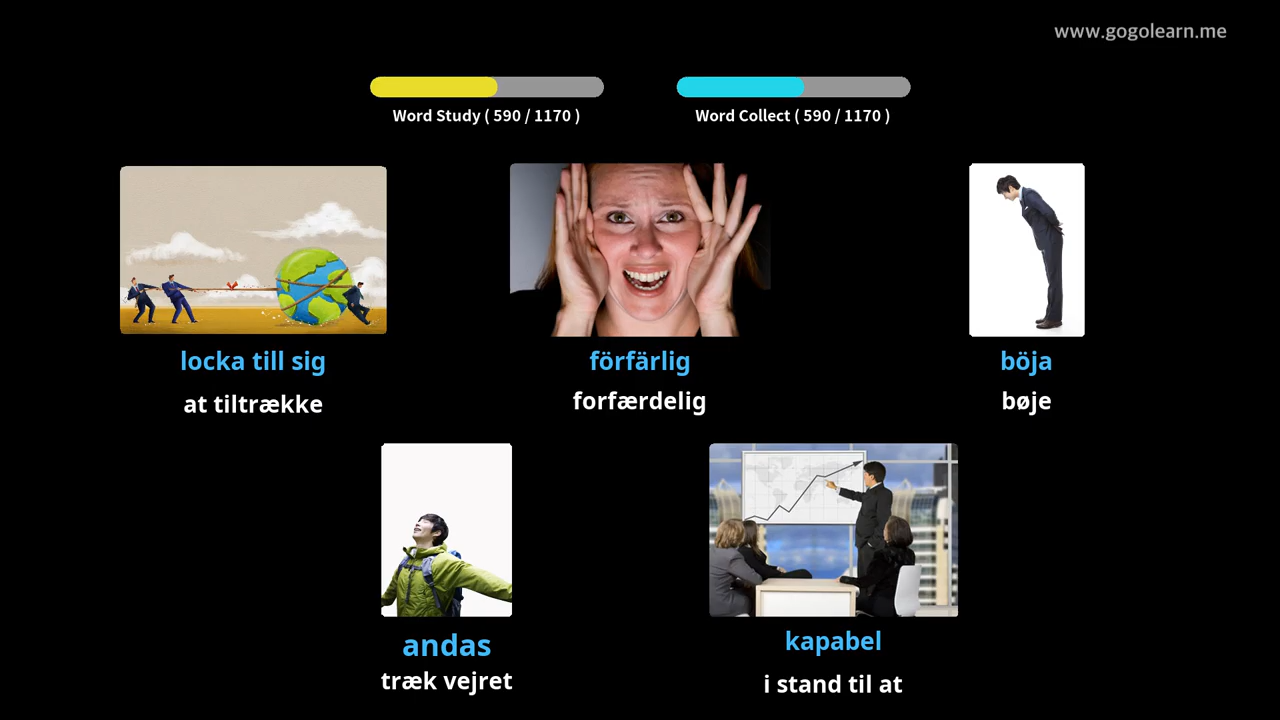 www.gogolearn.me
Word Study ( 590 / 1170 )
Word Collect ( 590 / 1170 )
locka till sig
at tiltrække
förfärlig
forfærdelig
böja
bøje
andas
træk vejret
kapabel
i stand til at